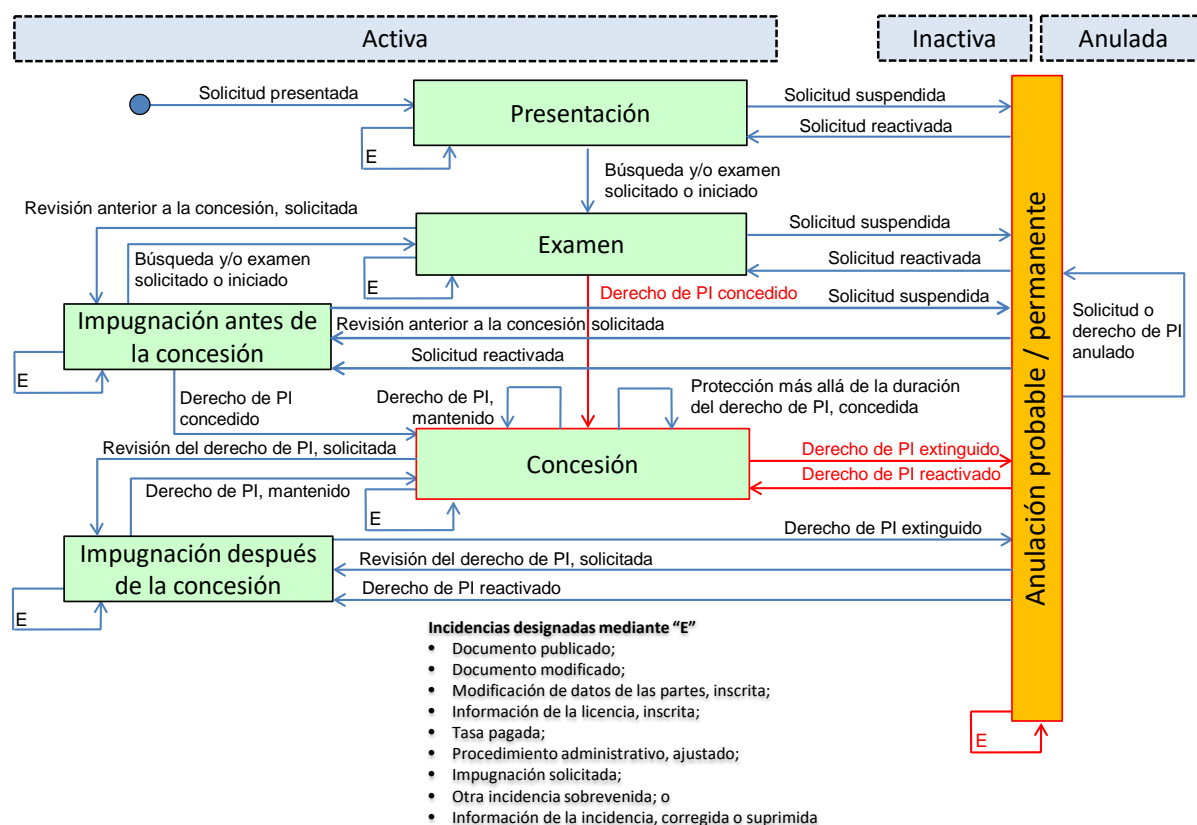 Activa
Inactiva
Anulada
Solicitud presentada
Presentación
Solicitud suspendida
Solicitud reactivada
E
Búsqueda y/o examen
solicitado o iniciado
Revisión anterior a la concesión, solicitada
Examen
Solicitud suspendida
Solicitud reactivada
Búsqueda y/o examen
solicitado o iniciado
E
Derecho de PI concedido
Solicitud suspendida
Impugnación antes de
la concesión
Revisión anterior a la concesión solicitada
Solicitud reactivada
E
Solicitud o
derecho de PI
anulado
Anulación probable / permanente
Derecho de PI
concedido
Derecho de PI,
mantenido
Protección más allá de la duración
del derecho de PI, concedida
Revisión del derecho de PI, solicitada
Concesión
Derecho de PI extinguido
Derecho de PI reactivado
Derecho de PI, mantenido
E
Derecho de PI extinguido
Impugnación después
de la concesión
Revisión del derecho de PI, solicitada
Derecho de PI reactivado
E
Incidencias designadas mediante “E”
• Documento publicado;
• Documento modificado;
• Modificación de datos de las partes, inscrita;
• Información de la licencia, inscrita;
• Tasa pagada;
• Procedimiento administrativo, ajustado;
• Impugnación solicitada;
• Otra incidencia sobrevenida; o
• Información de la incidencia, corregida o suprimida
E